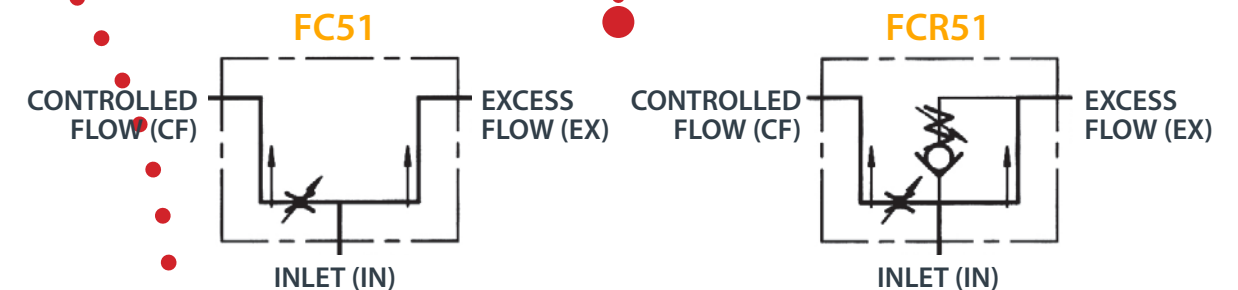 FC51
FCR51
CONTROLLED
FLOW (CF)
EXCESS
FLOW (EX)
CONTROLLED
FLOW (CF)
EXCESS
FLOW (EX)
INLET (IN)
INLET (IN)